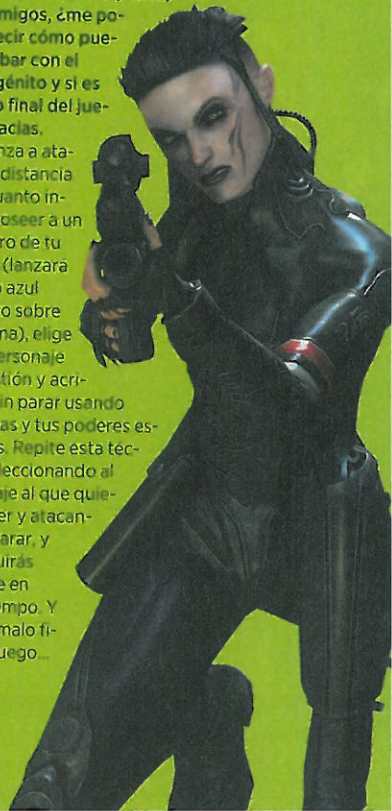 migos, ¿me po-
ecir cómo pue-
bar con el
génito y si es
o final del jue-
acias.
nza a ata-
distancia
uanto in-
oseer a un
ro de tu
(lanzará
o azul
o sobre
na), elige
ersonaje
tión y acri-
in parar usando
as y tus poderes es-
s. Repite esta téc-
leccionando al
aje al que quie-
er y atacan-
arar, y
uirás
e en
mpo. Y
malo fi-
uego...